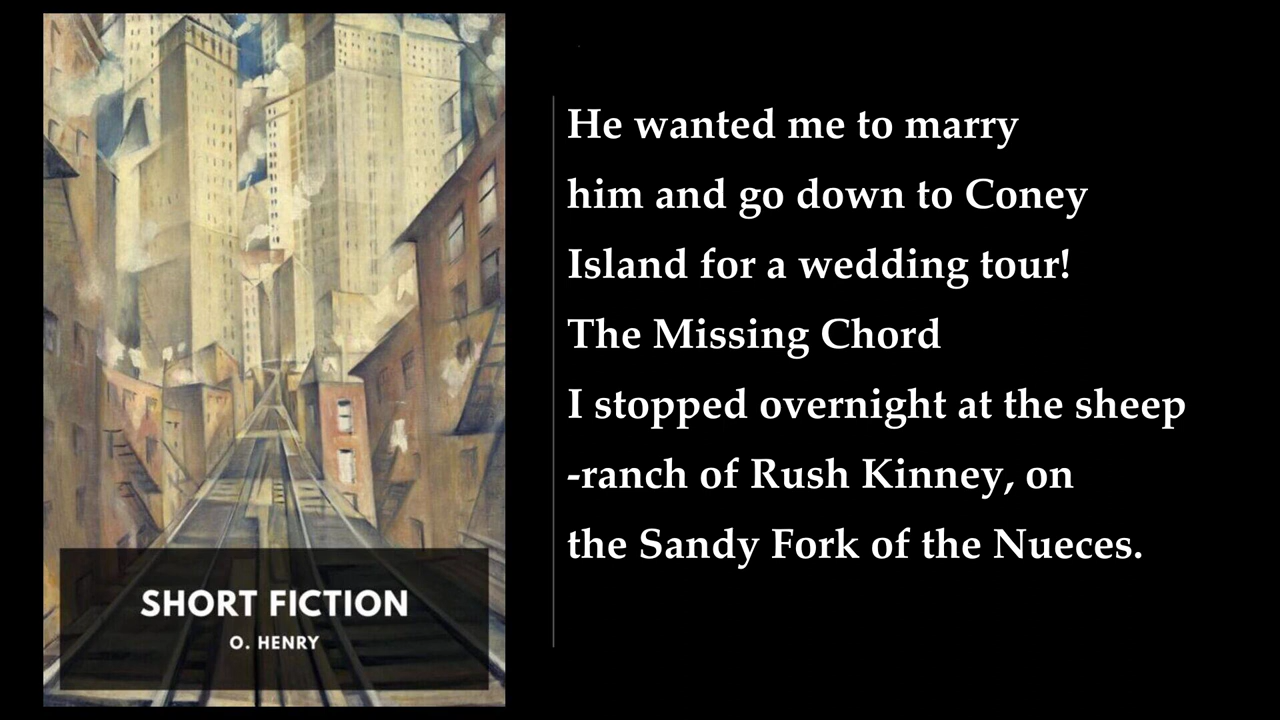 He wanted me to marry
him and go down to Coney
Island for a wedding tour!
The Missing Chord
I stopped overnight at the sheep
-ranch of Rush Kinney, on
the Sandy Fork of the Nueces.
SHORT FICTION
O. HENRY